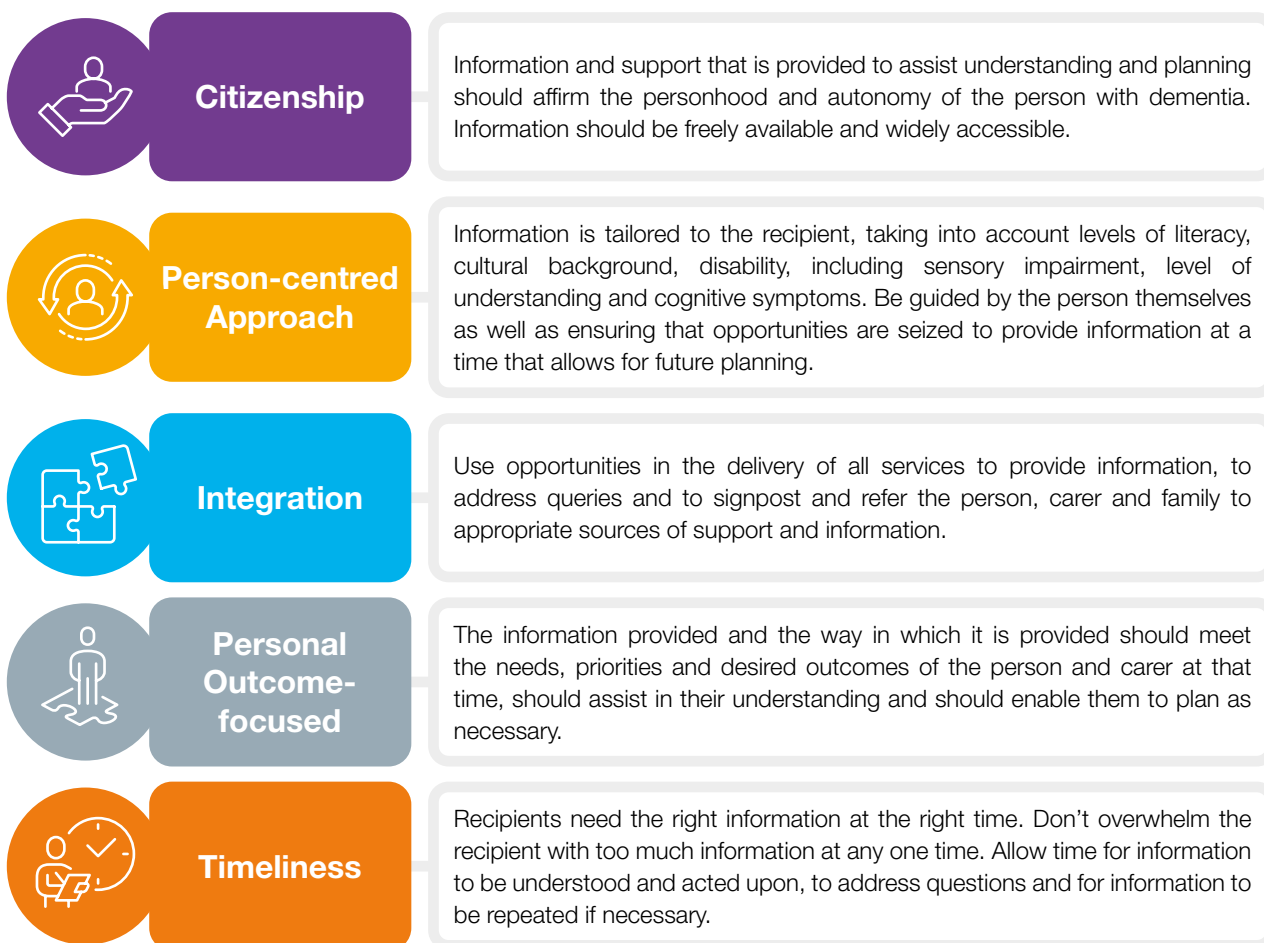 Citizenship
Information and support that is provided to assist understanding and planning
should affirm the personhood and autonomy of the person with dementia.
Information should be freely available and widely accessible.
Person-centred
Approach
Information is tailored to the recipient, taking into account levels of literacy,
cultural background, disability, including sensory impairment, level of
understanding and cognitive symptoms. Be guided by the person themselves
as well as ensuring that opportunities are seized to provide information at a
time that allows for future planning.
Integration
Use opportunities in the delivery of all services to provide information, to
address queries and to signpost and refer the person, carer and family to
appropriate sources of support and information.
Personal
Outcome-
focused
The information provided and the way in which it is provided should meet
the needs, priorities and desired outcomes of the person and carer at that
time, should assist in their understanding and should enable them to plan as
necessary.
Timeliness
Recipients need the right information at the right time. Don’t overwhelm the
recipient with too much information at any one time. Allow time for information
to be understood and acted upon, to address questions and for information to
be repeated if necessary.